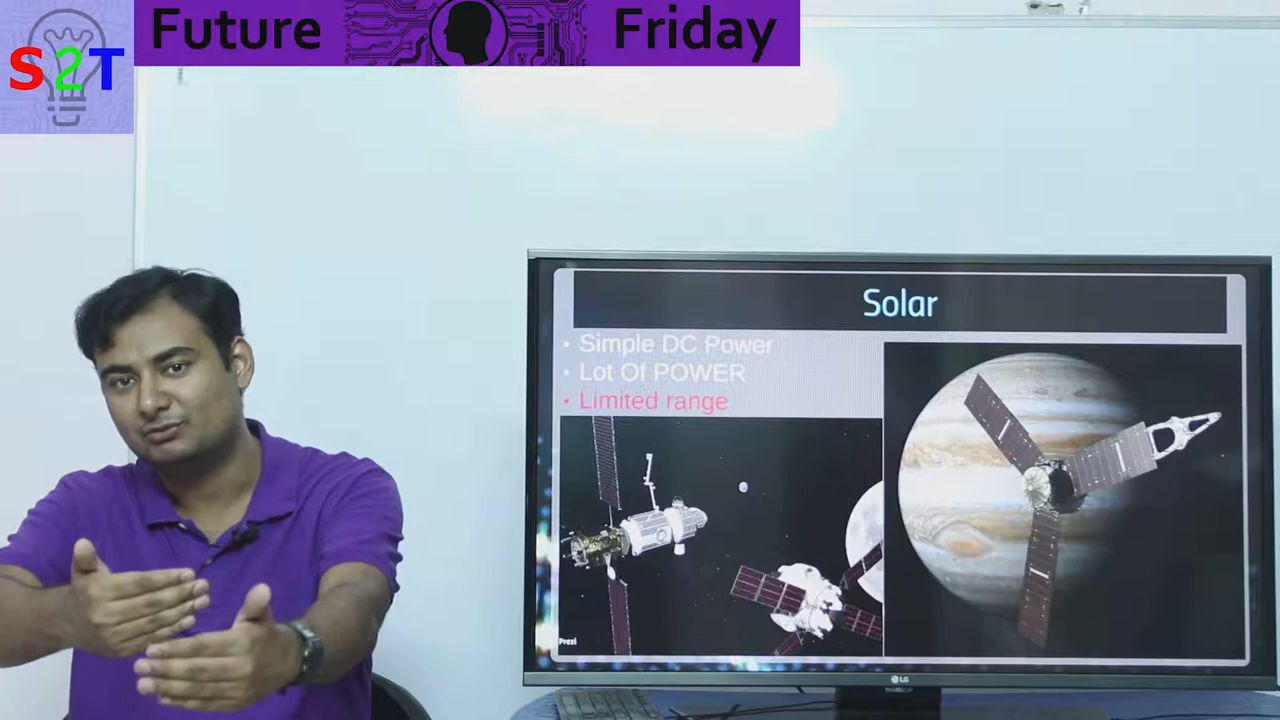 Future Friday
S2T
Solar
• Simple DC Power
• Lot Of POWER
• Limited range
Prezi
LG